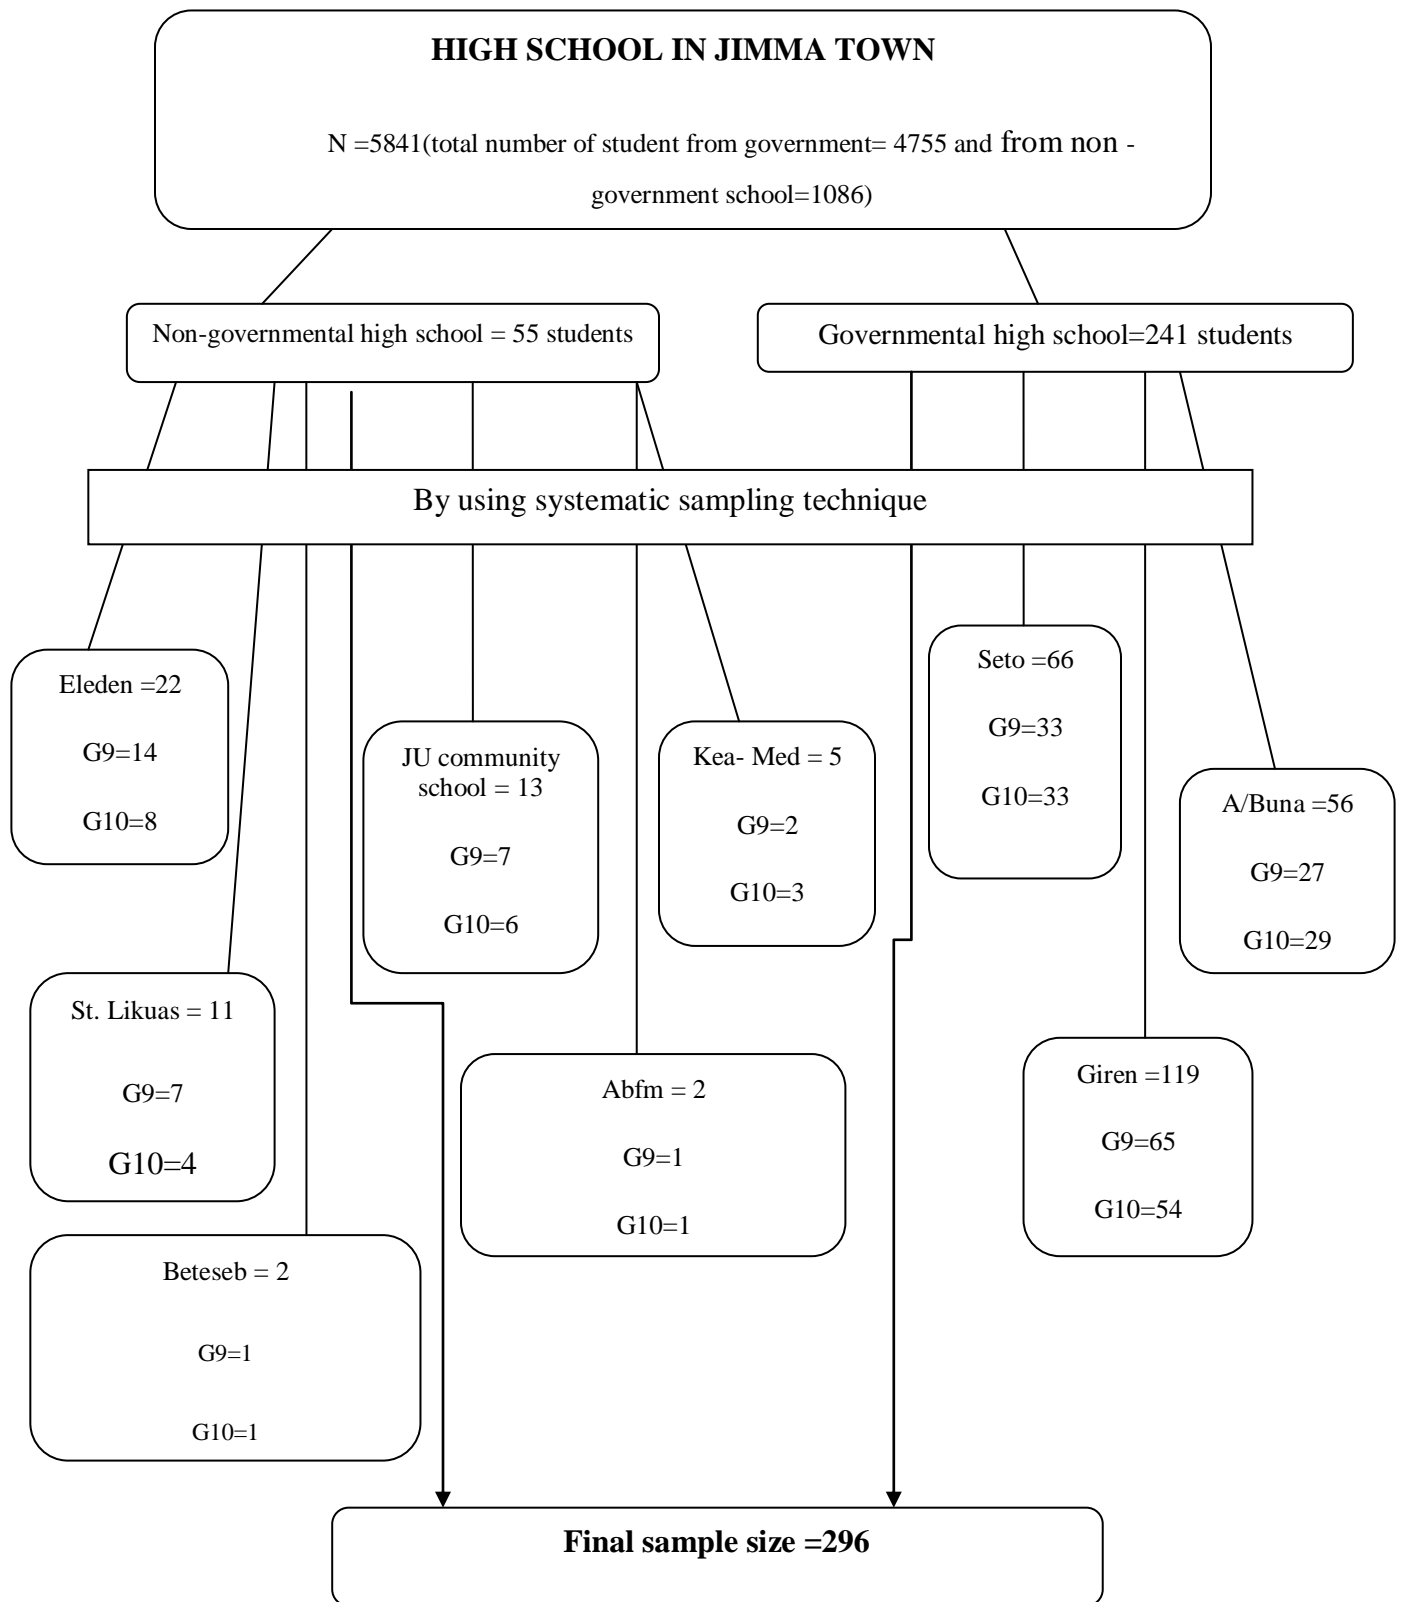 HIGH SCHOOL IN JIMMA TOWN
N =5841(total number of student from government= 4755 and from non -
government school=1086)
Non-governmental high school = 55 students
Governmental high school=241 students
By using systematic sampling technique
Eleden =22
G9=14
G10=8
JU community
school = 13
G9=7
G10=6
Kea- Med = 5
G9=2
G10=3
Seto =66
G9=33
G10=33
A/Buna =56
G9=27
G10=29
St. Likuas = 11
G9=7
G10=4
Abfm = 2
G9=1
G10=1
Giren =119
G9=65
G10=54
Beteseb = 2
G9=1
G10=1
Final sample size =296